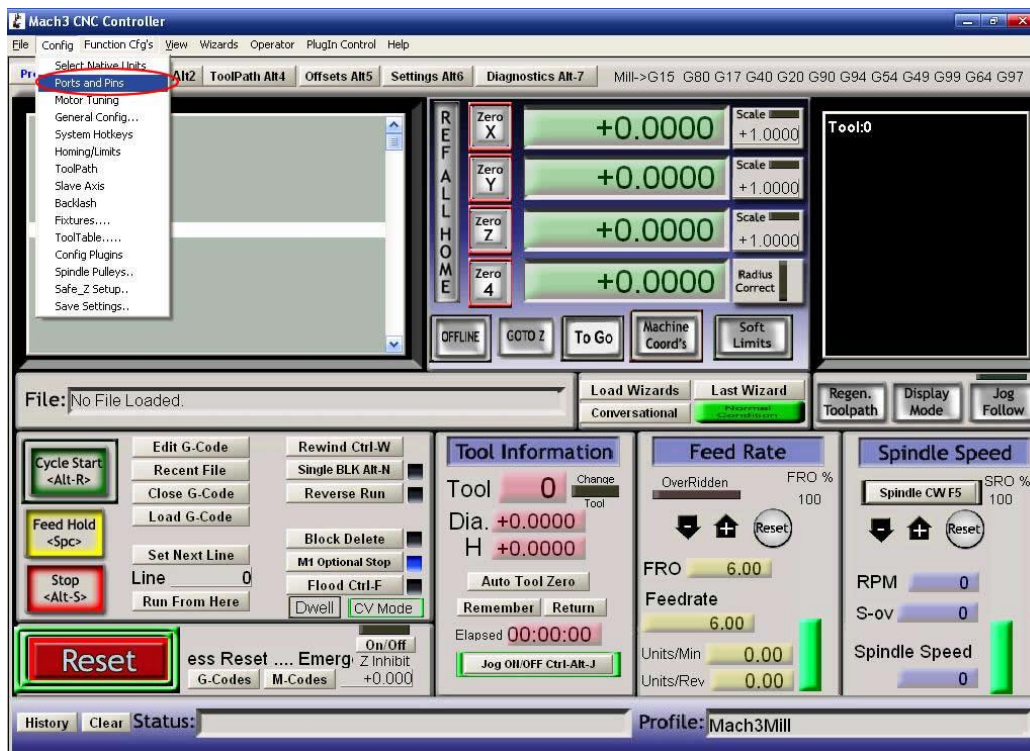 Mach3 CNC Controller
File Config Function Cfg's View Wizards Operator PlugIn Control Help
Alt2 ToolPath Alt4 Offsets Alt5 Settings Alt6 Diagnostics Alt-7 Mill->G15 G80 G17 G40 G20 G90 G94 G54 G49 G99 G64 G97
Select Native Units
Ports and Pins
Motor Tuning
General Config...
System Hotkeys
Homing/Limits
ToolPath
Slave Axis
Backlash
Fixtures....
ToolTable.....
Config Plugins
Spindle Pulleys..
Safe_Z Setup..
Save Settings..
REF ALL HOME
Zero X +0.0000 Scale +1.0000
Zero Y +0.0000 Scale +1.0000
Zero Z +0.0000 Scale +1.0000
Zero 4 +0.0000 Radius Correct
OFFLINE GOTO Z To Go Machine Coord's Soft Limits
Tool:0
File: No File Loaded.
Load Wizards Last Wizard
Conversational Normal Condition
Regen. Toolpath Display Mode Jog Follow
Cycle Start <Alt-R>
Feed Hold <Spc>
Stop <Alt-S>
Edit G-Code
Recent File
Close G-Code
Load G-Code
Set Next Line
Line 0
Run From Here
Rewind Ctrl-W
Single BLK Alt-N
Reverse Run
Block Delete
M1 Optional Stop
Flood Ctrl-F
Dwell CV Mode
Reset
ess Reset .... Emerg
G-Codes M-Codes
On/Off
Z Inhibit
+0.000
Tool Information
Tool 0 Change Tool
Dia. +0.0000
H +0.0000
Auto Tool Zero
Remember Return
Elapsed 00:00:00
Jog ON/OFF Ctrl-Alt-J
Feed Rate
OverRidden FRO %
100
Reset
FRO 6.00
Feedrate
6.00
Units/Min 0.00
Units/Rev 0.00
Spindle Speed
Spindle CW F5 SRO %
100
Reset
RPM 0
S-ov 0
Spindle Speed
0
History Clear Status: Profile: Mach3Mill